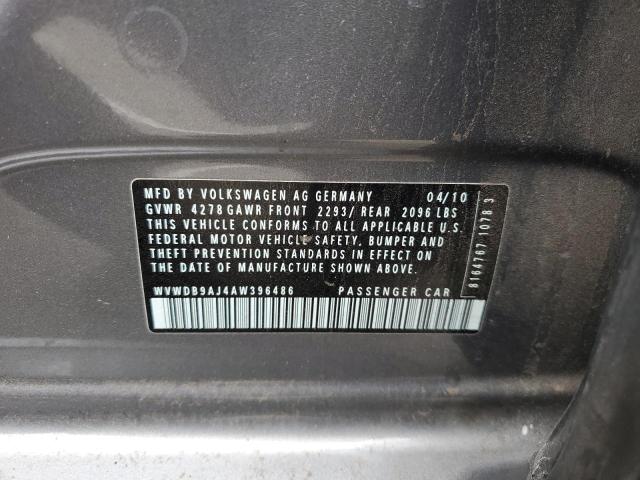 MFD BY VOLKSWAGEN AG GERMANY 04/10
GVWR 4278 GAWR FRONT 2293/ REAR 2096 LBS
THIS VEHICLE CONFORMS TO ALL APPLICABLE U.S.
FEDERAL MOTOR VEHICLE SAFETY, BUMPER AND
THEFT PREVENTION STANDARDS IN EFFECT ON THE
DATE OF MANUFACTURE SHOWN ABOVE.
WVWDB9AJ4AW396486 PASSENGER CAR
8164767 1078 3